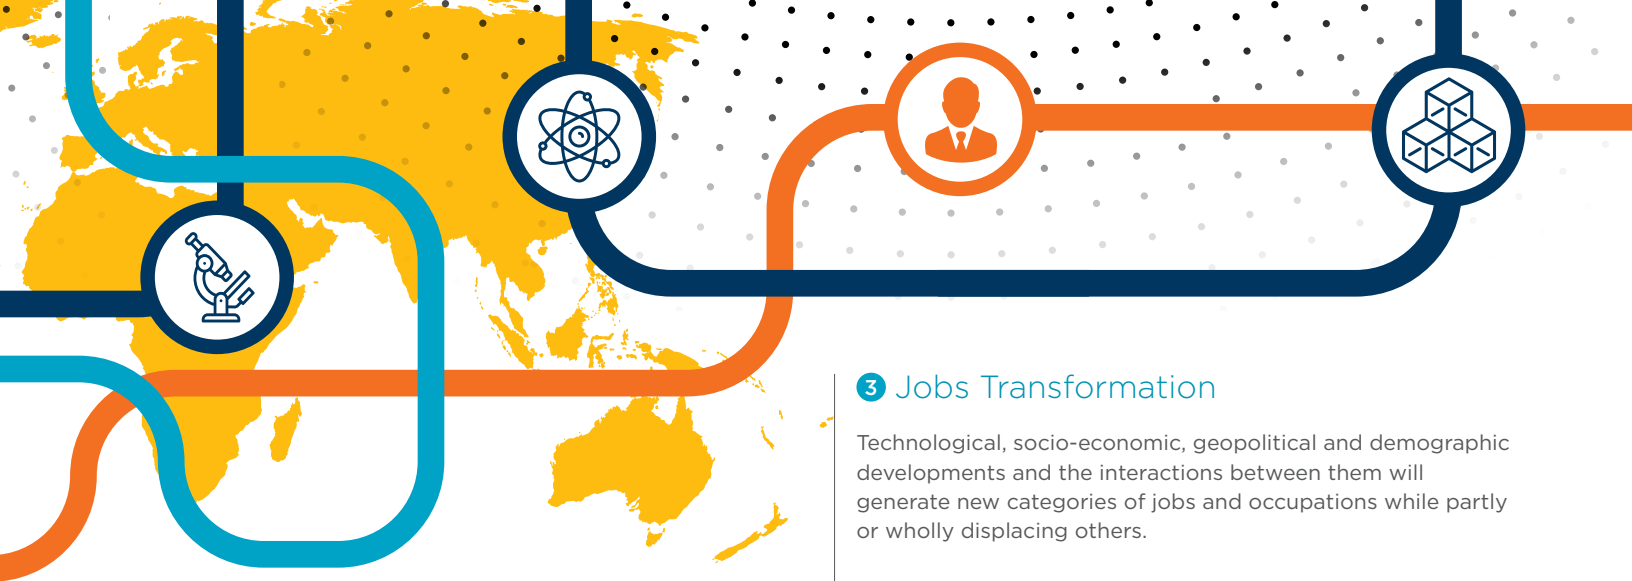 3 Jobs Transformation
Technological, socio-economic, geopolitical and demographic
developments and the interactions between them will
generate new categories of jobs and occupations while partly
or wholly displacing others.